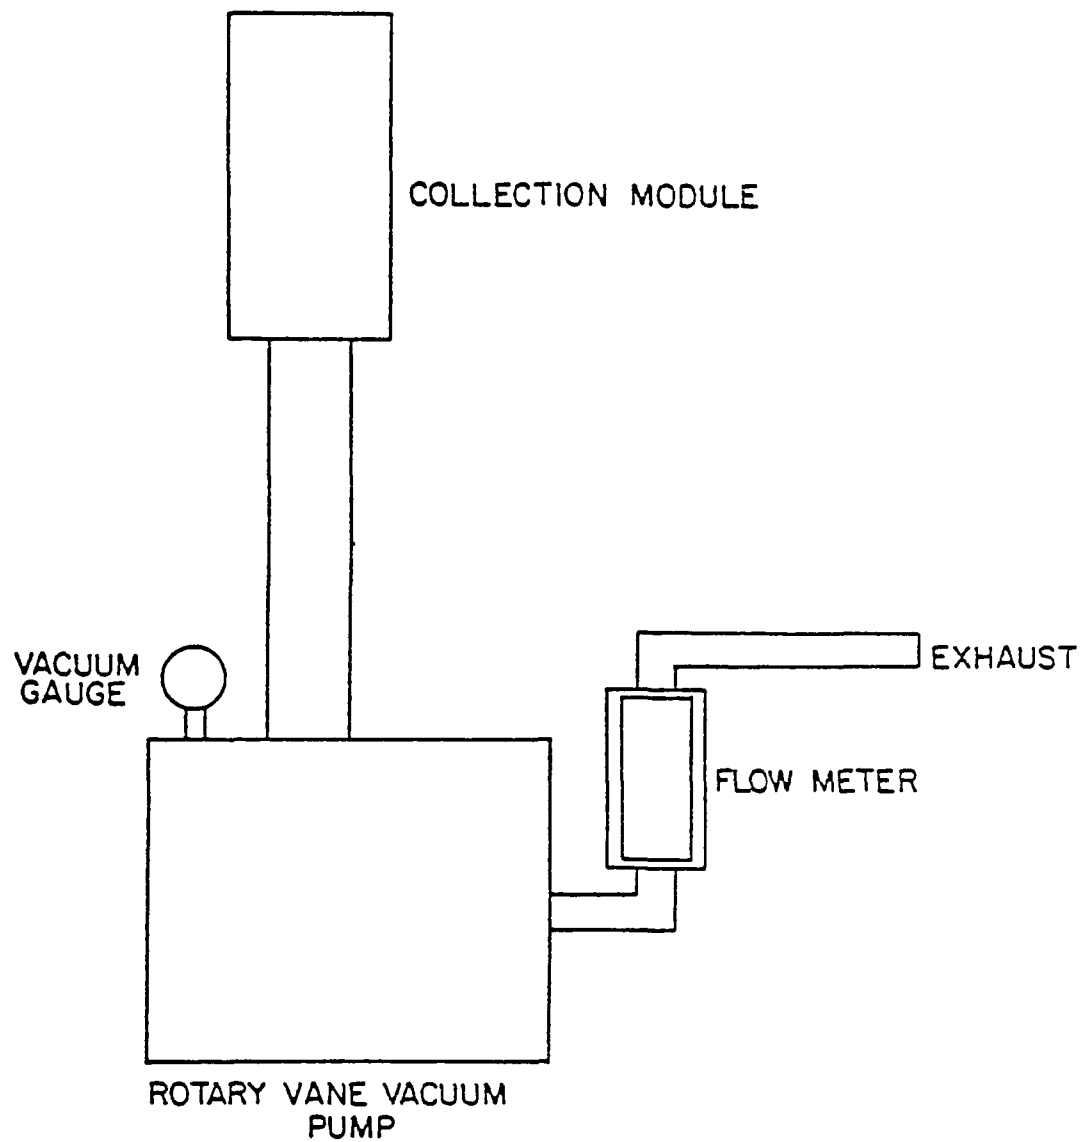 COLLECTION MODULE
VACUUM
GAUGE
EXHAUST
FLOW METER
ROTARY VANE VACUUM
PUMP